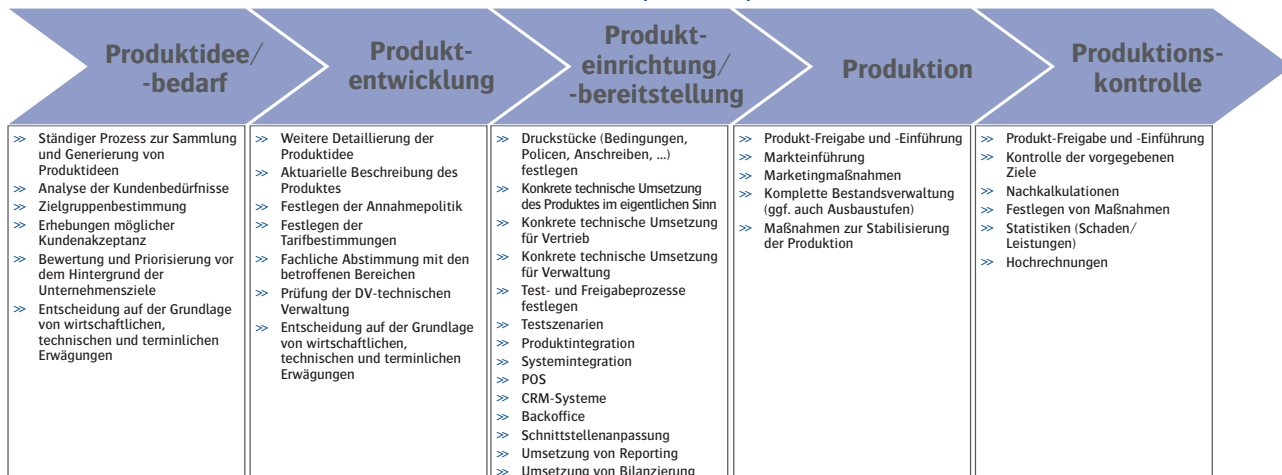 Produktidee/
-bedarf
Produkt-
entwicklung
Produkt-
einrichtung/
-bereitstellung
Produktion
Produktions-
kontrolle
>> Ständiger Prozess zur Sammlung
und Generierung von
Produktideen
>> Analyse der Kundenbedürfnisse
>> Zielgruppenbestimmung
>> Erhebungen möglicher
Kundenakzeptanz
>> Bewertung und Priorisierung vor
dem Hintergrund der
Unternehmensziele
>> Entscheidung auf der Grundlage
von wirtschaftlichen,
technischen und terminlichen
Erwägungen
>> Weitere Detaillierung der
Produktidee
>> Aktuarielle Beschreibung des
Produktes
>> Festlegen der Annahmepolitik
>> Festlegen der
Tarifbestimmungen
>> Fachliche Abstimmung mit den
betroffenen Bereichen
>> Prüfung der DV-technischen
Verwaltung
>> Entscheidung auf der Grundlage
von wirtschaftlichen,
technischen und terminlichen
Erwägungen
>> Druckstücke (Bedingungen,
Policen, Anschreiben, ...)
festlegen
>> Konkrete technische Umsetzung
des Produktes im eigentlichen Sinn
>> Konkrete technische Umsetzung
für Vertrieb
>> Konkrete technische Umsetzung
für Verwaltung
>> Test- und Freigabeprozesse
festlegen
>> Testszenarien
>> Produktintegration
>> Systemintegration
>> POS
>> CRM-Systeme
>> Backoffice
>> Schnittstellenanpassung
>> Umsetzung von Reporting
>> Umsetzung von Bilanzierung
>> Produkt-Freigabe und -Einführung
>> Markteinführung
>> Marketingmaßnahmen
>> Komplette Bestandsverwaltung
(ggf. auch Ausbaustufen)
>> Maßnahmen zur Stabilisierung
der Produktion
>> Produkt-Freigabe und -Einführung
>> Kontrolle der vorgegebenen
Ziele
>> Nachkalkulationen
>> Festlegen von Maßnahmen
>> Statistiken (Schaden/
Leistungen)
>> Hochrechnungen